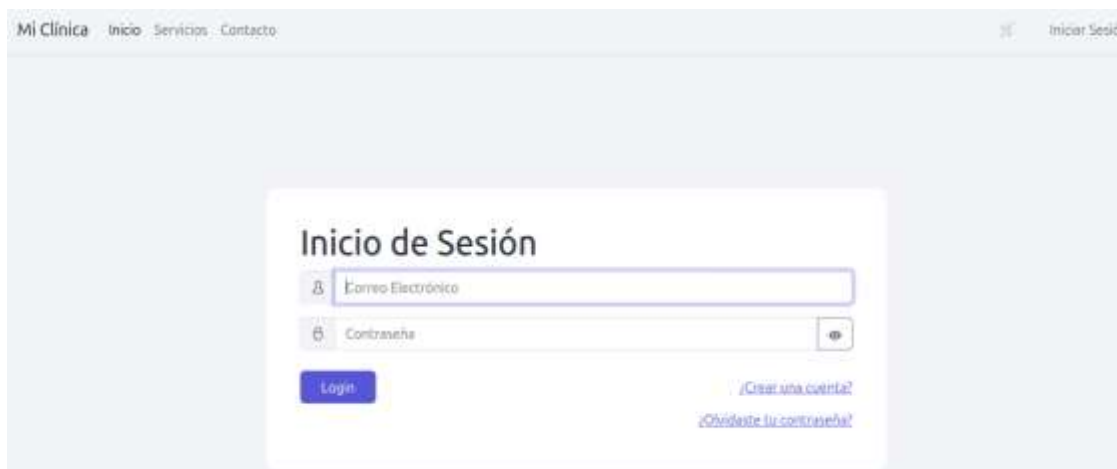 Mi Clínica Inicio Servicios Contacto Iniciar Sesió
Inicio de Sesión
Correo Electrónico
Contraseña
Login
¿Crear una cuenta?
¿Olvidaste tu contraseña?